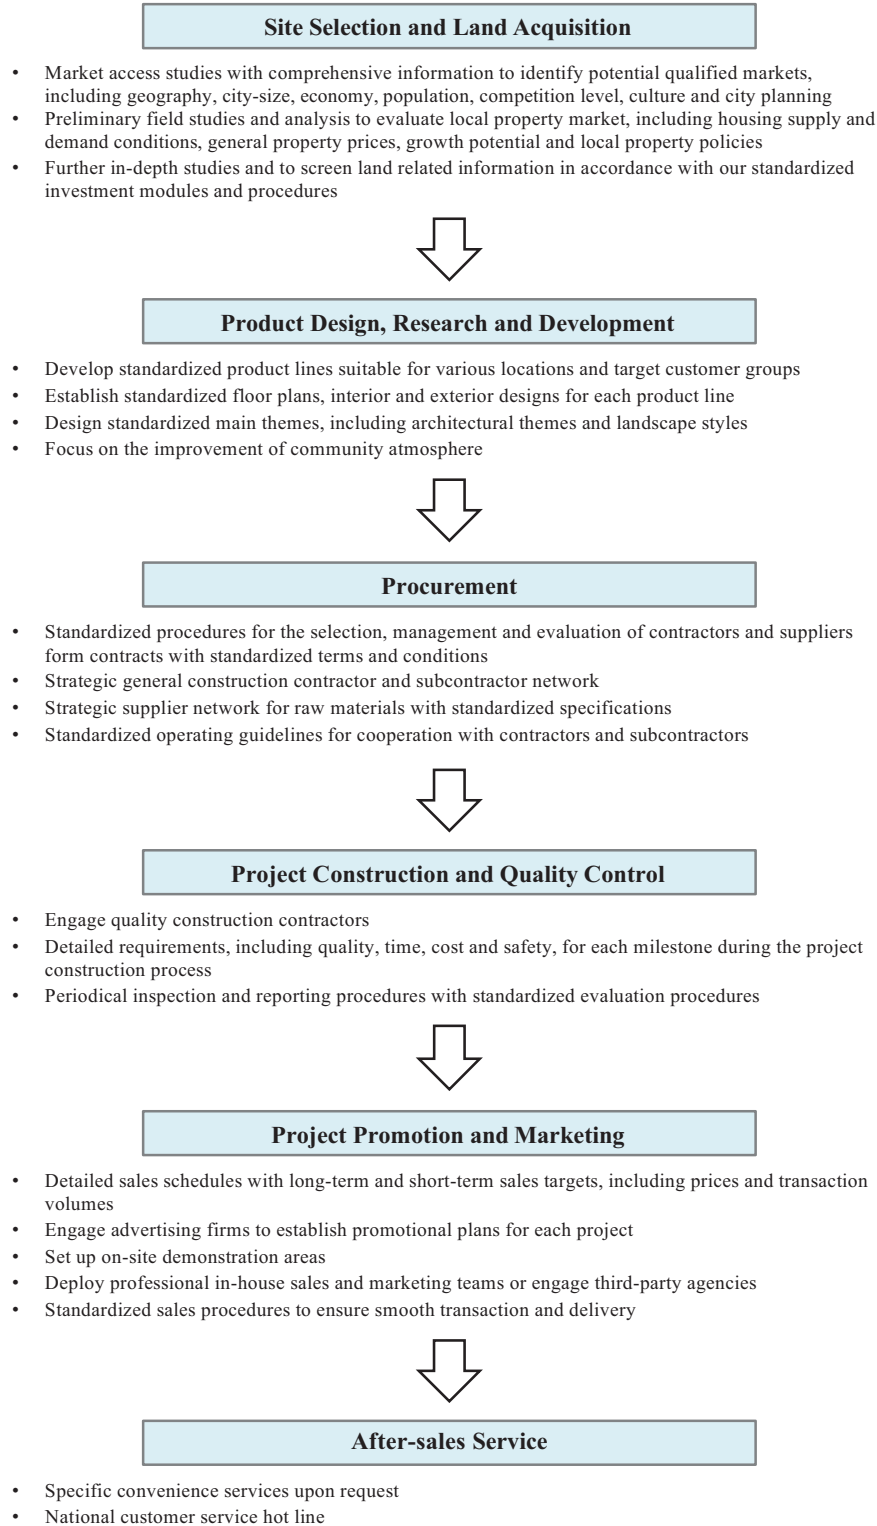 Site Selection and Land Acquisition
• Market access studies with comprehensive information to identify potential qualified markets,
including geography, city-size, economy, population, competition level, culture and city planning
• Preliminary field studies and analysis to evaluate local property market, including housing supply and
demand conditions, general property prices, growth potential and local property policies
• Further in-depth studies and to screen land related information in accordance with our standardized
investment modules and procedures
Product Design, Research and Development
• Develop standardized product lines suitable for various locations and target customer groups
• Establish standardized floor plans, interior and exterior designs for each product line
• Design standardized main themes, including architectural themes and landscape styles
• Focus on the improvement of community atmosphere
Procurement
• Standardized procedures for the selection, management and evaluation of contractors and suppliers
form contracts with standardized terms and conditions
• Strategic general construction contractor and subcontractor network
• Strategic supplier network for raw materials with standardized specifications
• Standardized operating guidelines for cooperation with contractors and subcontractors
Project Construction and Quality Control
• Engage quality construction contractors
• Detailed requirements, including quality, time, cost and safety, for each milestone during the project
construction process
• Periodical inspection and reporting procedures with standardized evaluation procedures
Project Promotion and Marketing
• Detailed sales schedules with long-term and short-term sales targets, including prices and transaction
volumes
• Engage advertising firms to establish promotional plans for each project
• Set up on-site demonstration areas
• Deploy professional in-house sales and marketing teams or engage third-party agencies
• Standardized sales procedures to ensure smooth transaction and delivery
After-sales Service
• Specific convenience services upon request
• National customer service hot line